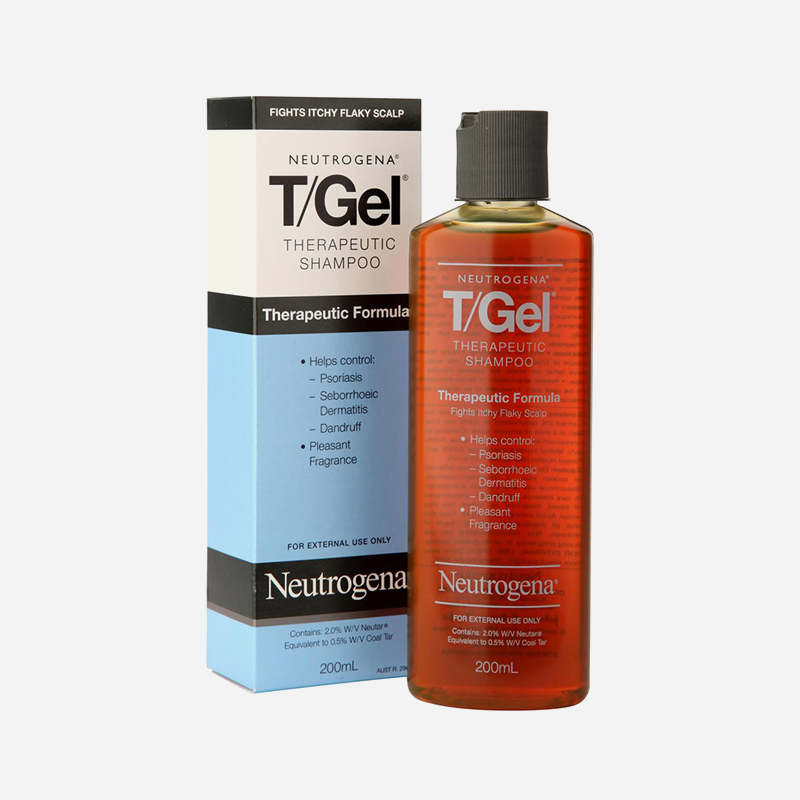 FIGHTS ITCHY FLAKY SCALP
NEUTROGENA®
T/Gel®
THERAPEUTIC
SHAMPOO
Therapeutic Formula
• Helps control:
– Psoriasis
– Seborrhoeic
Dermatitis
– Dandruff
• Pleasant
Fragrance
FOR EXTERNAL USE ONLY
Neutrogena
Contains: 2.0% W/V Neutar®
Equivalent to 0.5% W/V Coal Tar
200mL
AUST R:
NEUTROGENA®
T/Gel®
THERAPEUTIC
SHAMPOO
Therapeutic Formula
Fights Itchy Flaky Scalp
• Helps control:
– Psoriasis
– Seborrhoeic
Dermatitis
– Dandruff
• Pleasant
Fragrance
Neutrogena®
FOR EXTERNAL USE ONLY
Contains: 2.0% W/V Neutar®
Equivalent to 0.5% W/V Coal Tar
200mL